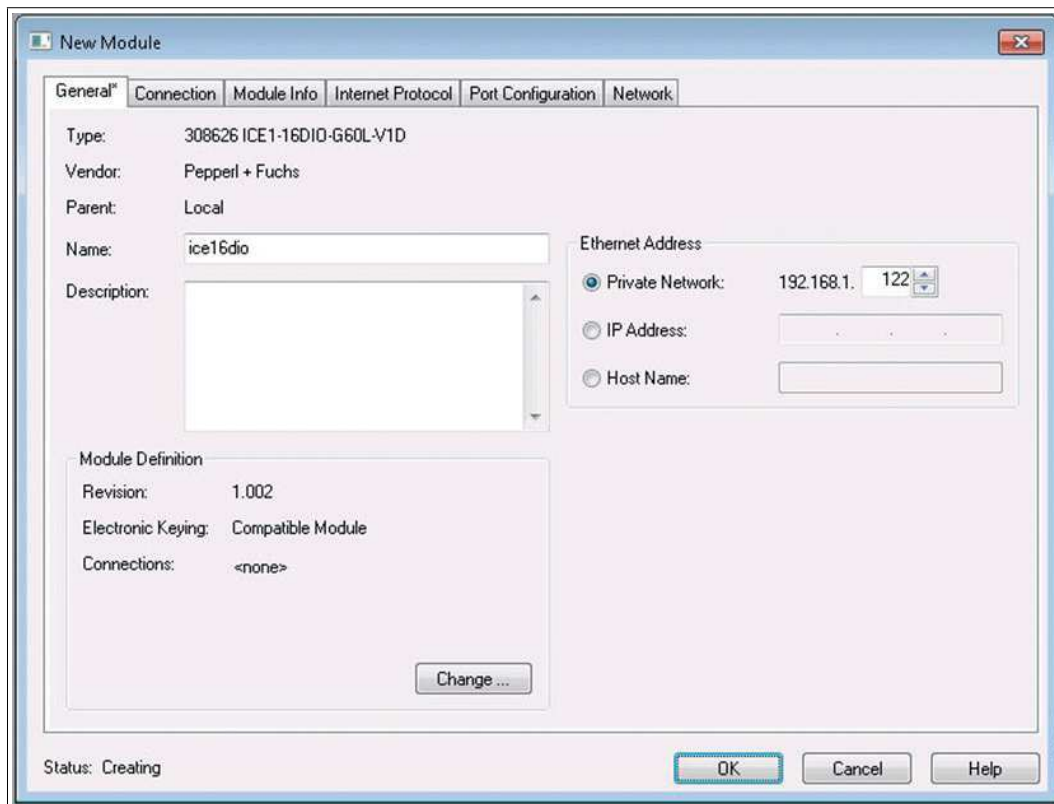 New Module
General* Connection Module Info Internet Protocol Port Configuration Network
Type: 308626 ICE1-16DIO-G60L-V1D
Vendor: Pepperl + Fuchs
Parent: Local
Name: ice16dio
Description:
Ethernet Address
Private Network: 192.168.1. 122
IP Address: . . .
Host Name:
Module Definition
Revision: 1.002
Electronic Keying: Compatible Module
Connections: <none>
Change ...
Status: Creating
OK Cancel Help